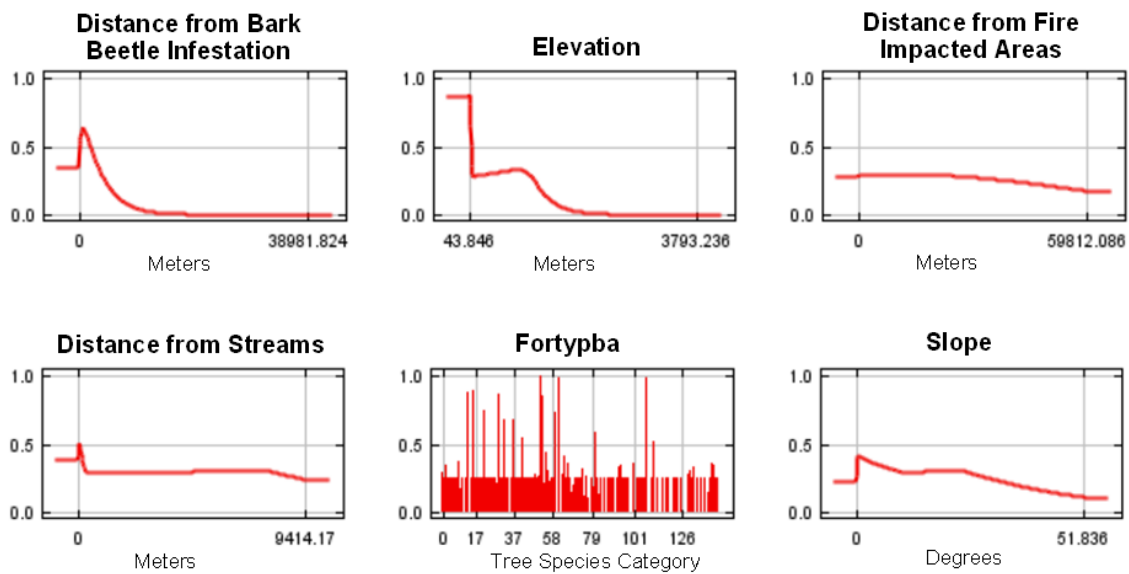 Distance from Bark
Beetle Infestation
1.0
0.5
0.0
0
38981.824
Meters
Elevation
1.0
0.5
0.0
43.846
3793.236
Meters
Distance from Fire
Impacted Areas
1.0
0.5
0.0
0
59812.086
Meters
Distance from Streams
1.0
0.5
0.0
0
9414.17
Meters
Fortypba
1.0
0.5
0.0
0 17 37 58 79 101 126
Tree Species Category
Slope
1.0
0.5
0.0
0
51.836
Degrees